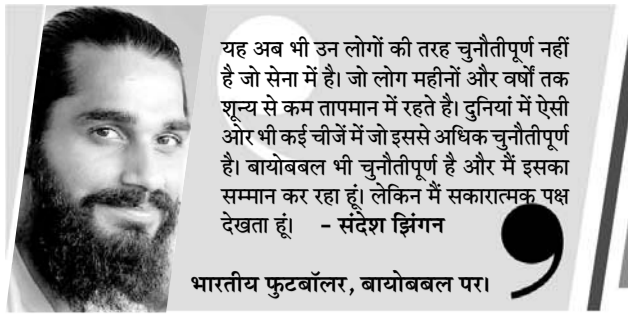 यह अब भी उन लोगों की तरह चुनौतीपूर्ण नहीं
है जो सेना में है। जो लोग महीनों और वर्षों तक
शून्य से कम तापमान में रहते है। दुनियां में ऐसी
ओर भी कई चीजें में जो इससे अधिक चुनौतीपूर्ण
है। बायोबबल भी चुनौतीपूर्ण है और मैं इसका
सम्मान कर रहा हूं। लेकिन मैं सकारात्मक पक्ष
देखता हूं। - संदेश झिंगन
भारतीय फुटबॉलर, बायोबबल पर।